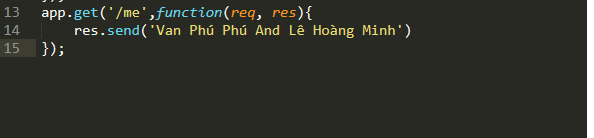 13 app.get('/me',function(req, res){
14     res.send('Van Phú Phú And Lê Hoàng Minh')
15 });